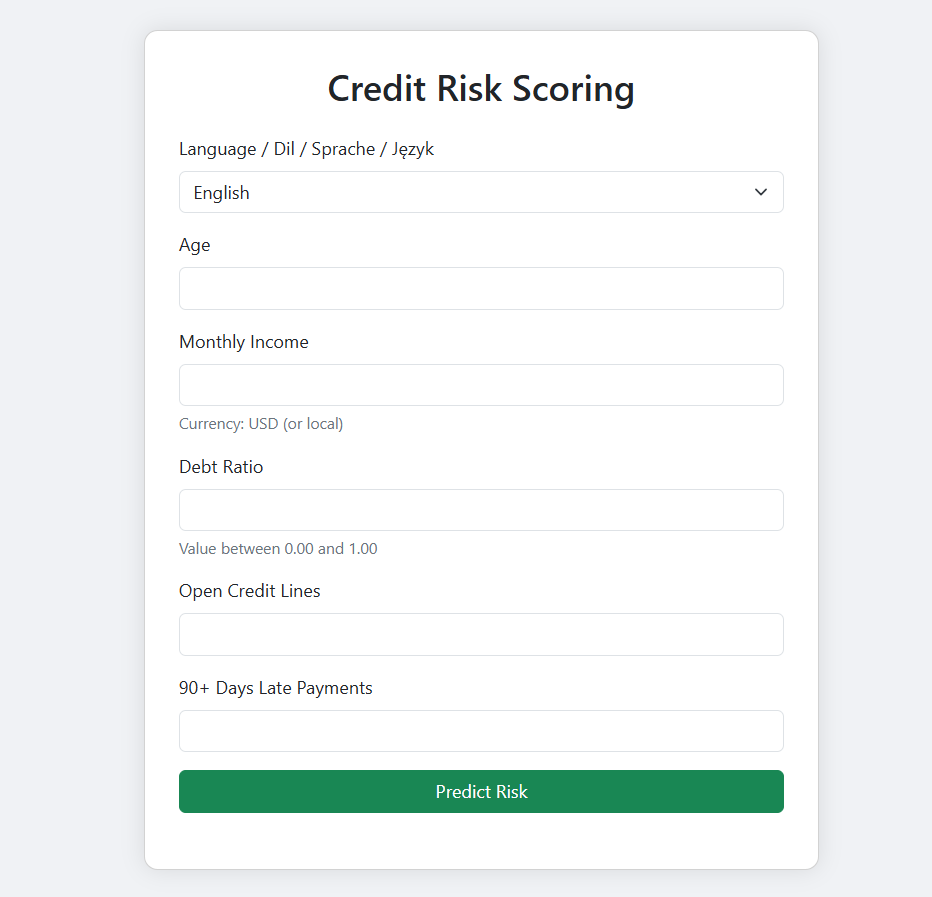 Credit Risk Scoring
Language / Dil / Sprache / Język
English
Age
Monthly Income
Currency: USD (or local)
Debt Ratio
Value between 0.00 and 1.00
Open Credit Lines
90+ Days Late Payments
Predict Risk